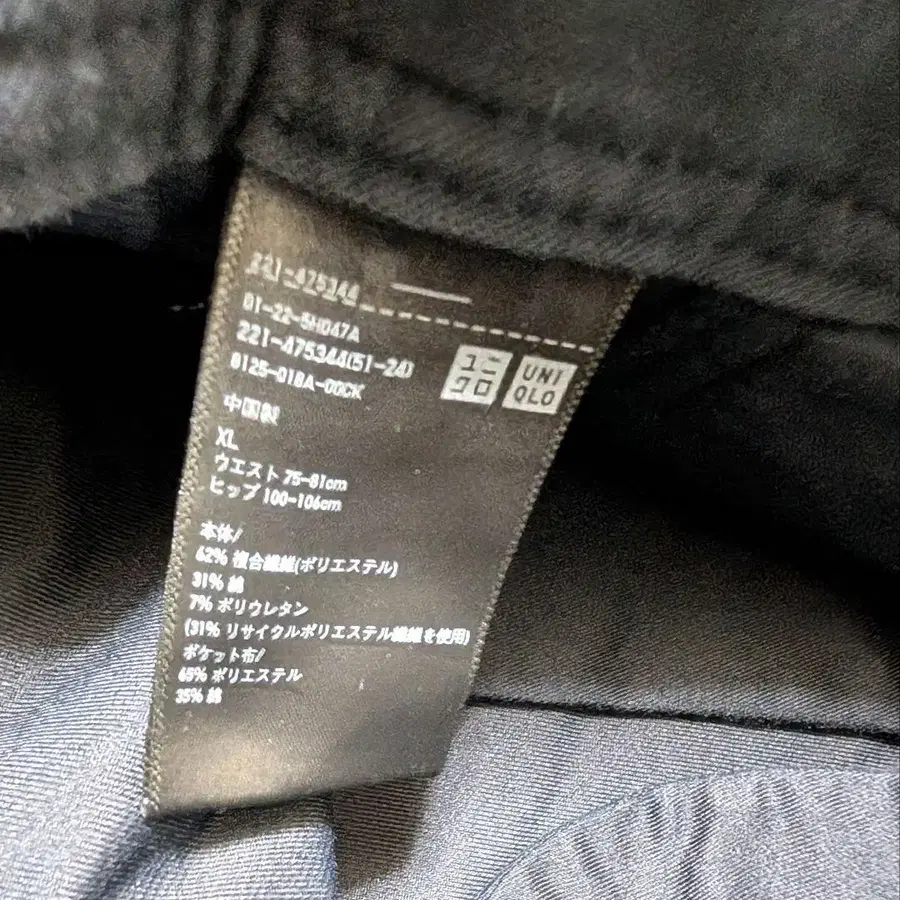 221-475344
01-22-5H047A
221-475344(51-24)
8125-018A-00CK
ユニ
クロ
UNI
QLO
中国製
XL
ウエスト 75-81cm
ヒップ 100-106cm
本体/
62% 複合繊維(ポリエステル)
31% 綿
7% ポリウレタン
(31% リサイクルポリエステル繊維を使用)
ポケット布/
65% ポリエステル
35% 綿